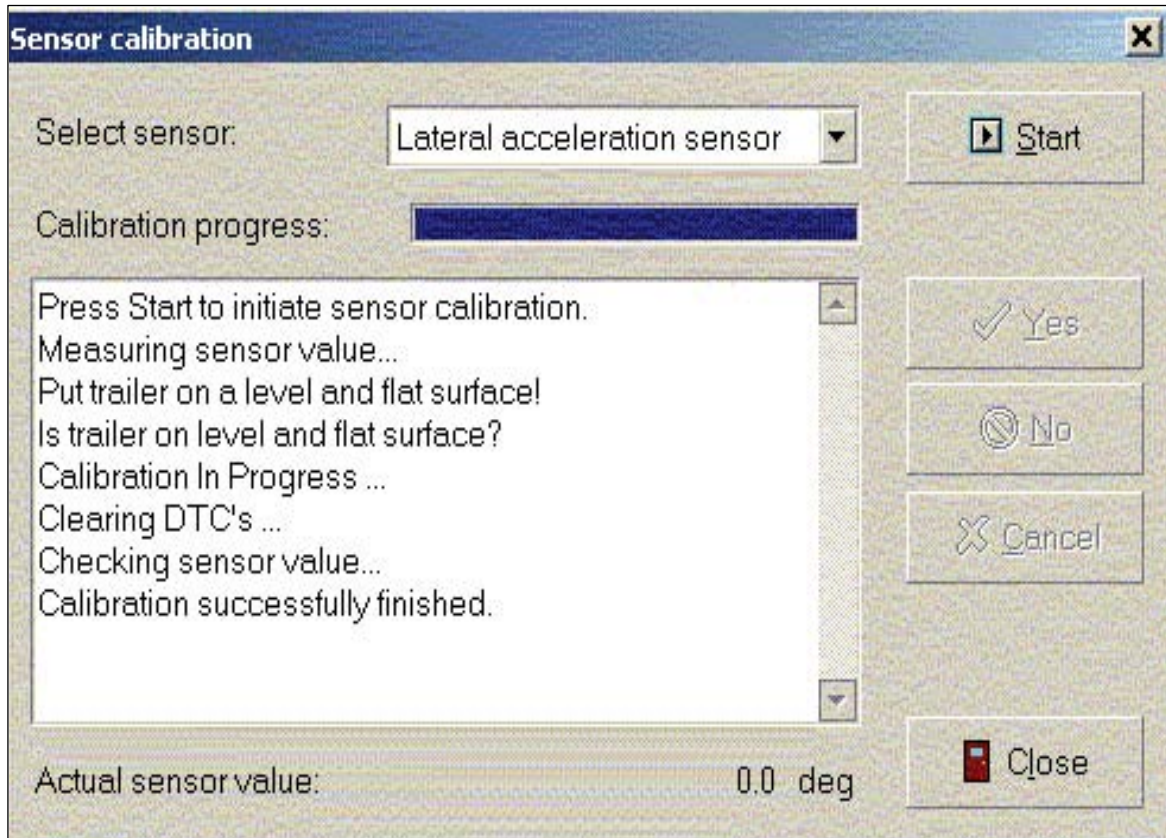 Sensor calibration
Select sensor:
Lateral acceleration sensor
Start
Calibration progress:
Press Start to initiate sensor calibration.
Measuring sensor value...
Put trailer on a level and flat surface!
Is trailer on level and flat surface?
Calibration In Progress ...
Clearing DTC's ...
Checking sensor value...
Calibration successfully finished.
Yes
No
Cancel
Actual sensor value: 0.0 deg
Close